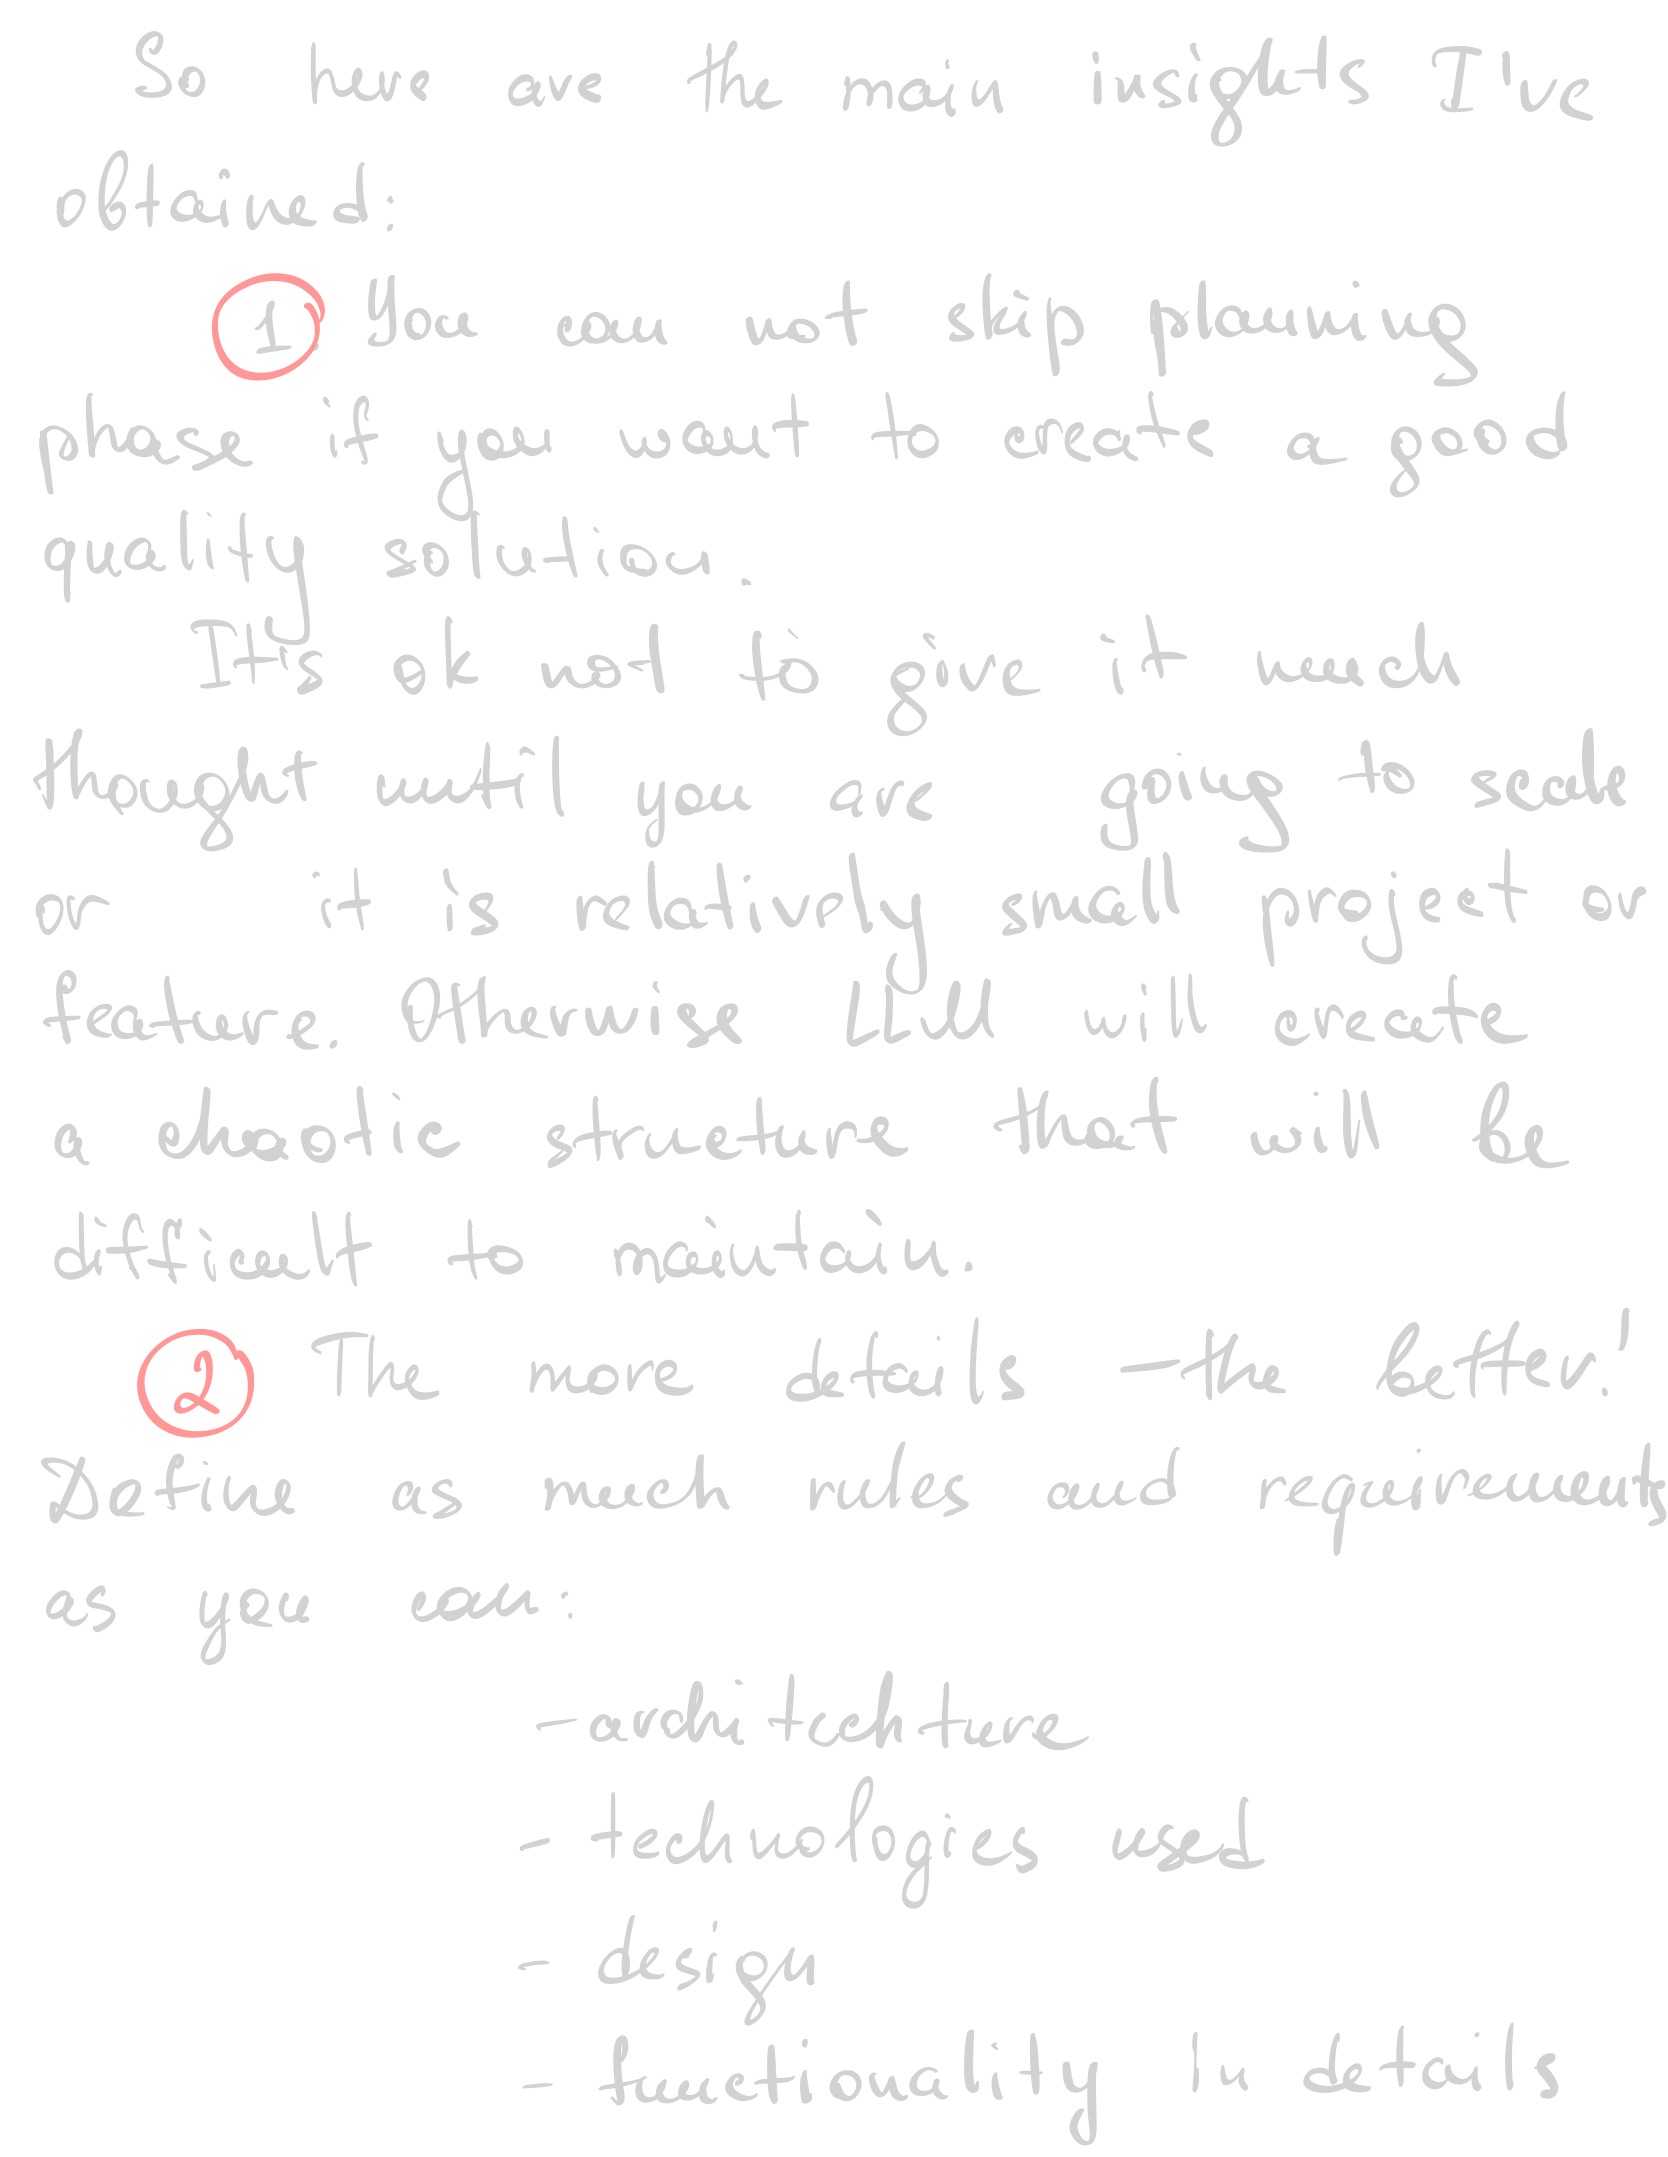 So here are the main insights I've
obtained:
1. You can not skip planning
phase if you want to create a good
quality solution.
It's ok not to give it much
thought until you are going to scale
or it is relatively small project or
feature. Otherwise LLM will create
a chaotic structure that will be
difficult to maintain.
2 The more details - the better!
Define as much rules and requirements
as you can:
- architechture
- technologies used
- design
- functionality in details